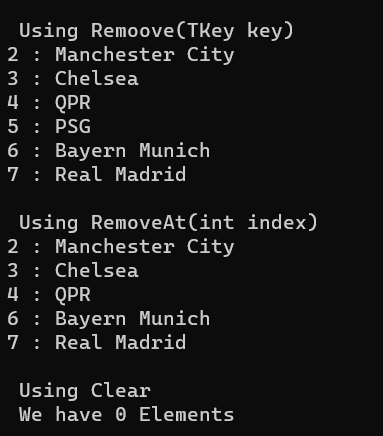 Using Remoove(TKey key)
2 : Manchester City
3 : Chelsea
4 : QPR
5 : PSG
6 : Bayern Munich
7 : Real Madrid
Using RemoveAt(int index)
2 : Manchester City
3 : Chelsea
4 : QPR
6 : Bayern Munich
7 : Real Madrid
Using Clear
We have 0 Elements